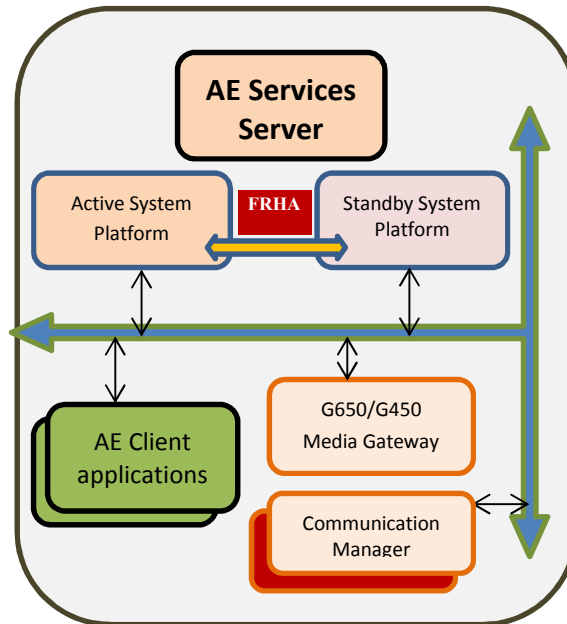 AE Services
Server
Active System
Platform
FRHA
Standby System
Platform
AE Client
applications
G650/G450
Media Gateway
Communication
Manager